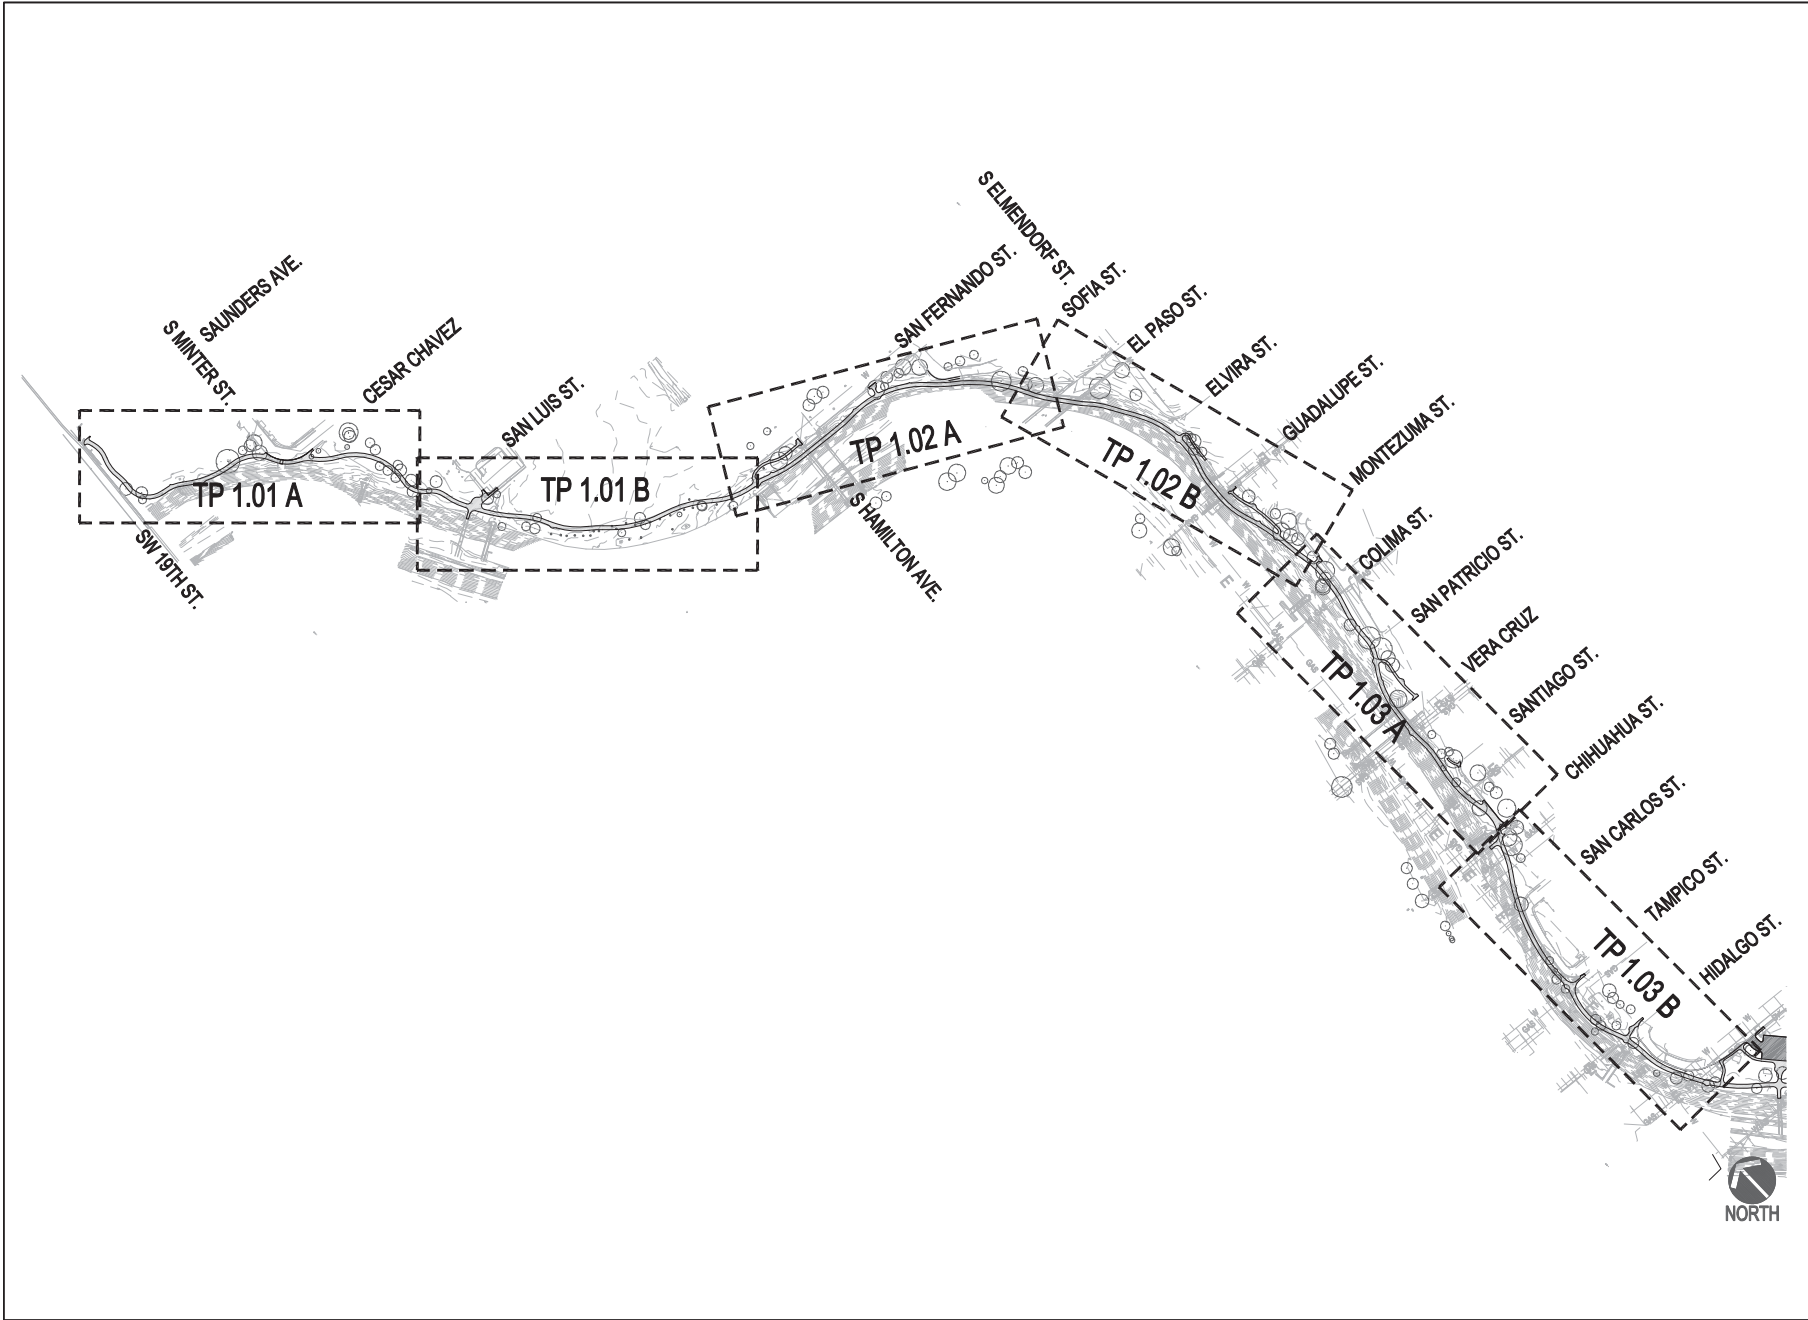 S ELMENDORF ST.
SAN FERNANDO ST.
SOFIA ST.
SAUNDERS AVE.
EL PASO ST.
S MINTER ST.
CESAR CHAVEZ
ELVIRA ST.
SAN LUIS ST.
GUADALUPE ST.
MONTEZUMA ST.
TP 1.01 A
TP 1.01 B
TP 1.02 A
TP 1.02 B
SW 19TH ST.
S HAMILTON AVE.
COLIMA ST.
SAN PATRICIO ST.
VERA CRUZ
TP 1.03 A
SANTIAGO ST.
CHIHUAHUA ST.
SAN CARLOS ST.
TAMPICO ST.
TP 1.03 B
HIDALGO ST.
NORTH